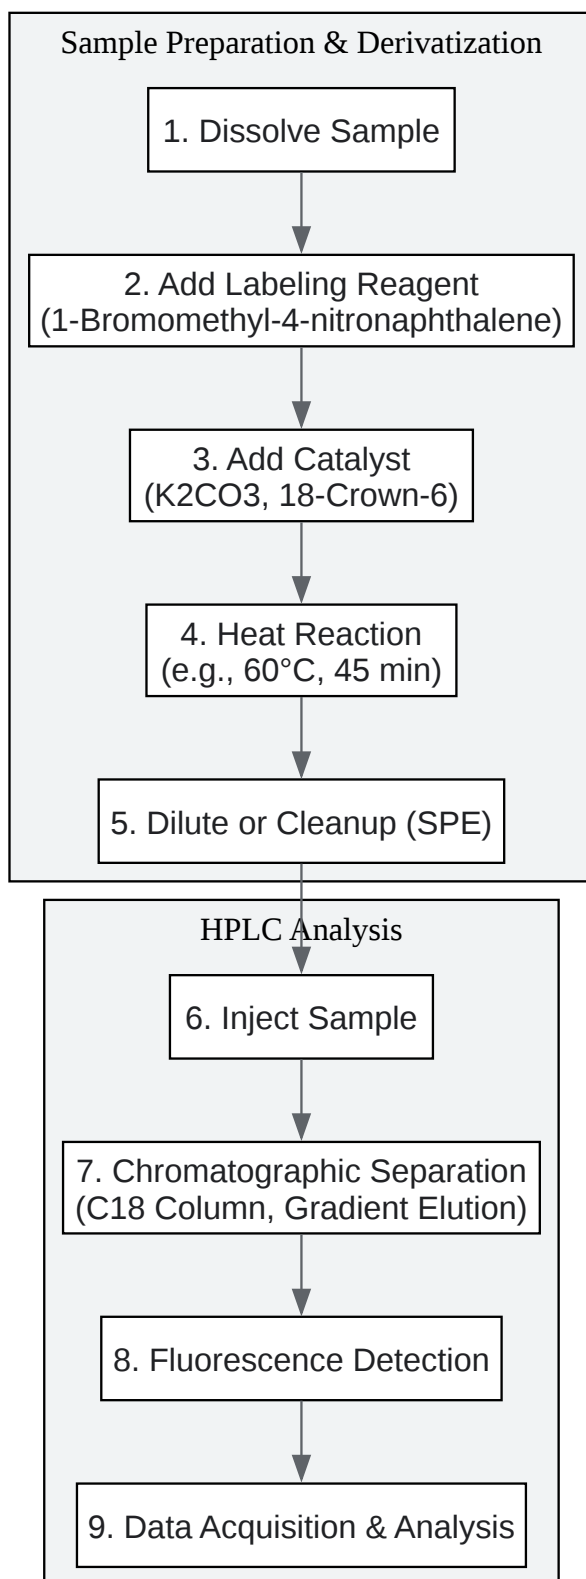 Sample Preparation & Derivatization
1. Dissolve Sample
2. Add Labeling Reagent
(1-Bromomethyl-4-nitronaphthalene)
3. Add Catalyst
(K2CO3, 18-Crown-6)
4. Heat Reaction
(e.g., 60°C, 45 min)
5. Dilute or Cleanup (SPE)
HPLC Analysis
6. Inject Sample
7. Chromatographic Separation
(C18 Column, Gradient Elution)
8. Fluorescence Detection
9. Data Acquisition & Analysis